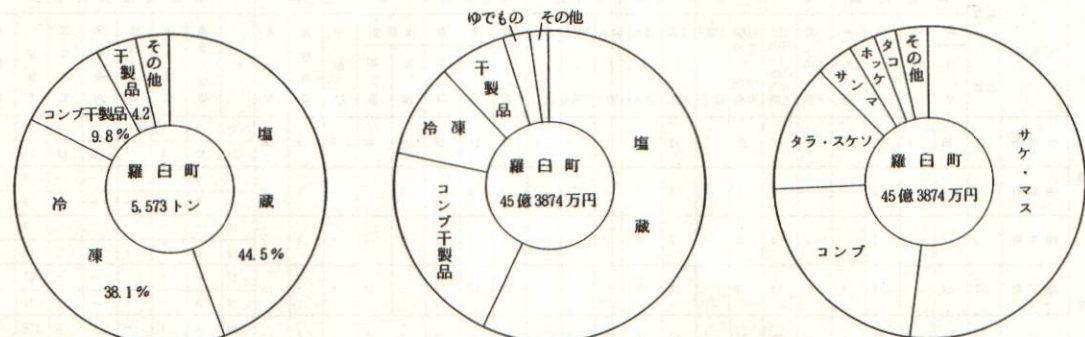 その他
干製品
4.2
コンブ干製品
9.8%
冷凍
38.1%
塩蔵
44.5%
羅臼町
5.573トン
ゆでもの
その他
干製品
冷凍
コンブ干製品
塩蔵
羅臼町
45億3874万円
その他
タコ
ホッケ
サンマ
タラ・スケソ
コンブ
サケ・マス
羅臼町
45億3874万円